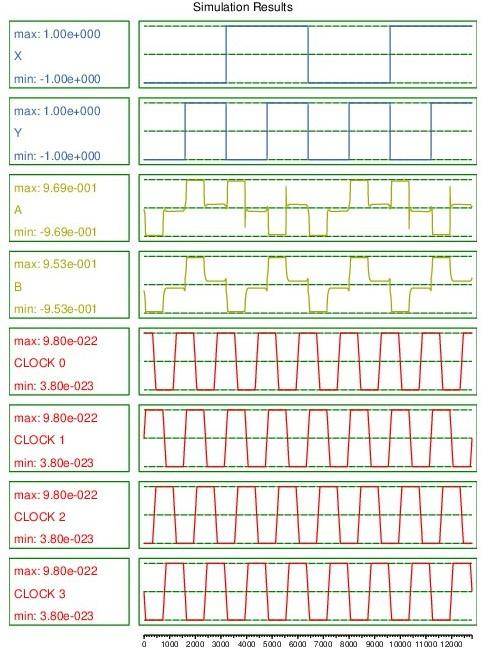 Simulation Results
max: 1.00e+000
X
min: -1.00e+000
max: 1.00e+000
Y
min: -1.00e+000
max: 9.69e-001
A
min: -9.69e-001
max: 9.53e-001
B
min: -9.53e-001
max: 9.80e-022
CLOCK 0
min: 3.80e-023
max: 9.80e-022
CLOCK 1
min: 3.80e-023
max: 9.80e-022
CLOCK 2
min: 3.80e-023
max: 9.80e-022
CLOCK 3
min: 3.80e-023
0 1000 2000 3000 4000 5000 6000 7000 8000 9000 10000 11000 12000